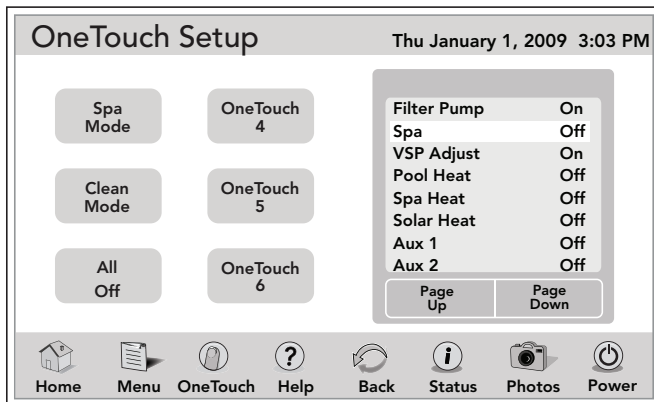 OneTouch Setup
Thu January 1, 2009 3:03 PM
Spa
Mode
OneTouch
4
Clean
Mode
OneTouch
5
All
Off
OneTouch
6
Filter Pump On
Spa Off
VSP Adjust On
Pool Heat Off
Spa Heat Off
Solar Heat Off
Aux 1 Off
Aux 2 Off
Page
Up
Page
Down
?
i
Home Menu OneTouch Help Back Status Photos Power